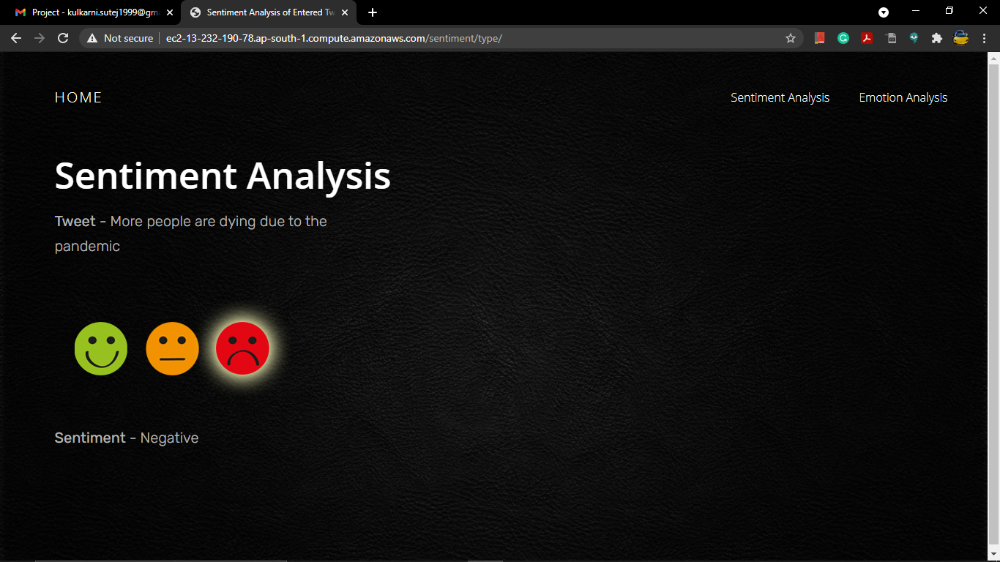 Project - kulkarni.sutej1999@gm
Sentiment Analysis of Entered Tw
Not secure
ec2-13-232-190-78.ap-south-1.compute.amazonaws.com/sentiment/type/
HOME
Sentiment Analysis
Emotion Analysis
Sentiment Analysis
Tweet - More people are dying due to the
pandemic
Sentiment - Negative